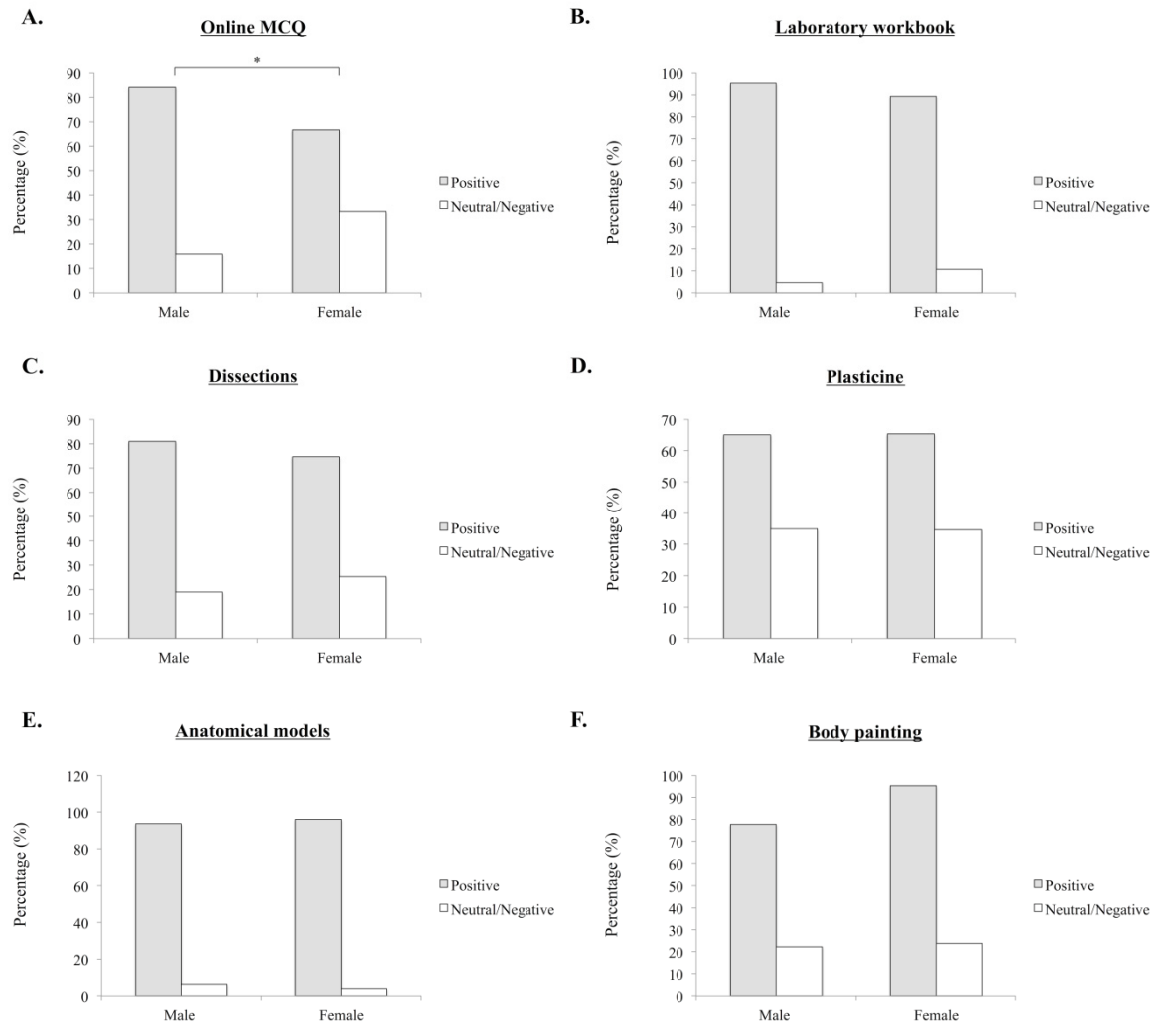 A.
Online MCQ
*
90
80
70
60
50
40
30
20
10
0
Percentage (%)
Male Female
Positive
Neutral/Negative
B.
Laboratory workbook
100
90
80
70
60
50
40
30
20
10
0
Percentage (%)
Male Female
Positive
Neutral/Negative
C.
Dissections
90
80
70
60
50
40
30
20
10
0
Percentage (%)
Male Female
Positive
Neutral/Negative
D.
Plasticine
70
60
50
40
30
20
10
0
Percentage (%)
Male Female
Positive
Neutral/Negative
E.
Anatomical models
120
100
80
60
40
20
0
Percentage (%)
Male Female
Positive
Neutral/Negative
F.
Body painting
100
90
80
70
60
50
40
30
20
10
0
Percentage (%)
Male Female
Positive
Neutral/Negative